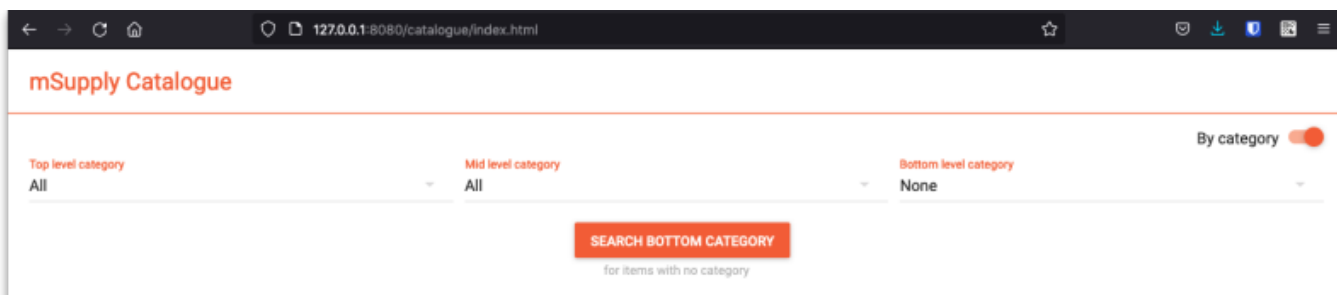 127.0.0.1:8080/catalogue/index.html
mSupply Catalogue
By category
Top level category
Mid level category
Bottom level category
All
All
None
SEARCH BOTTOM CATEGORY
for items with no category